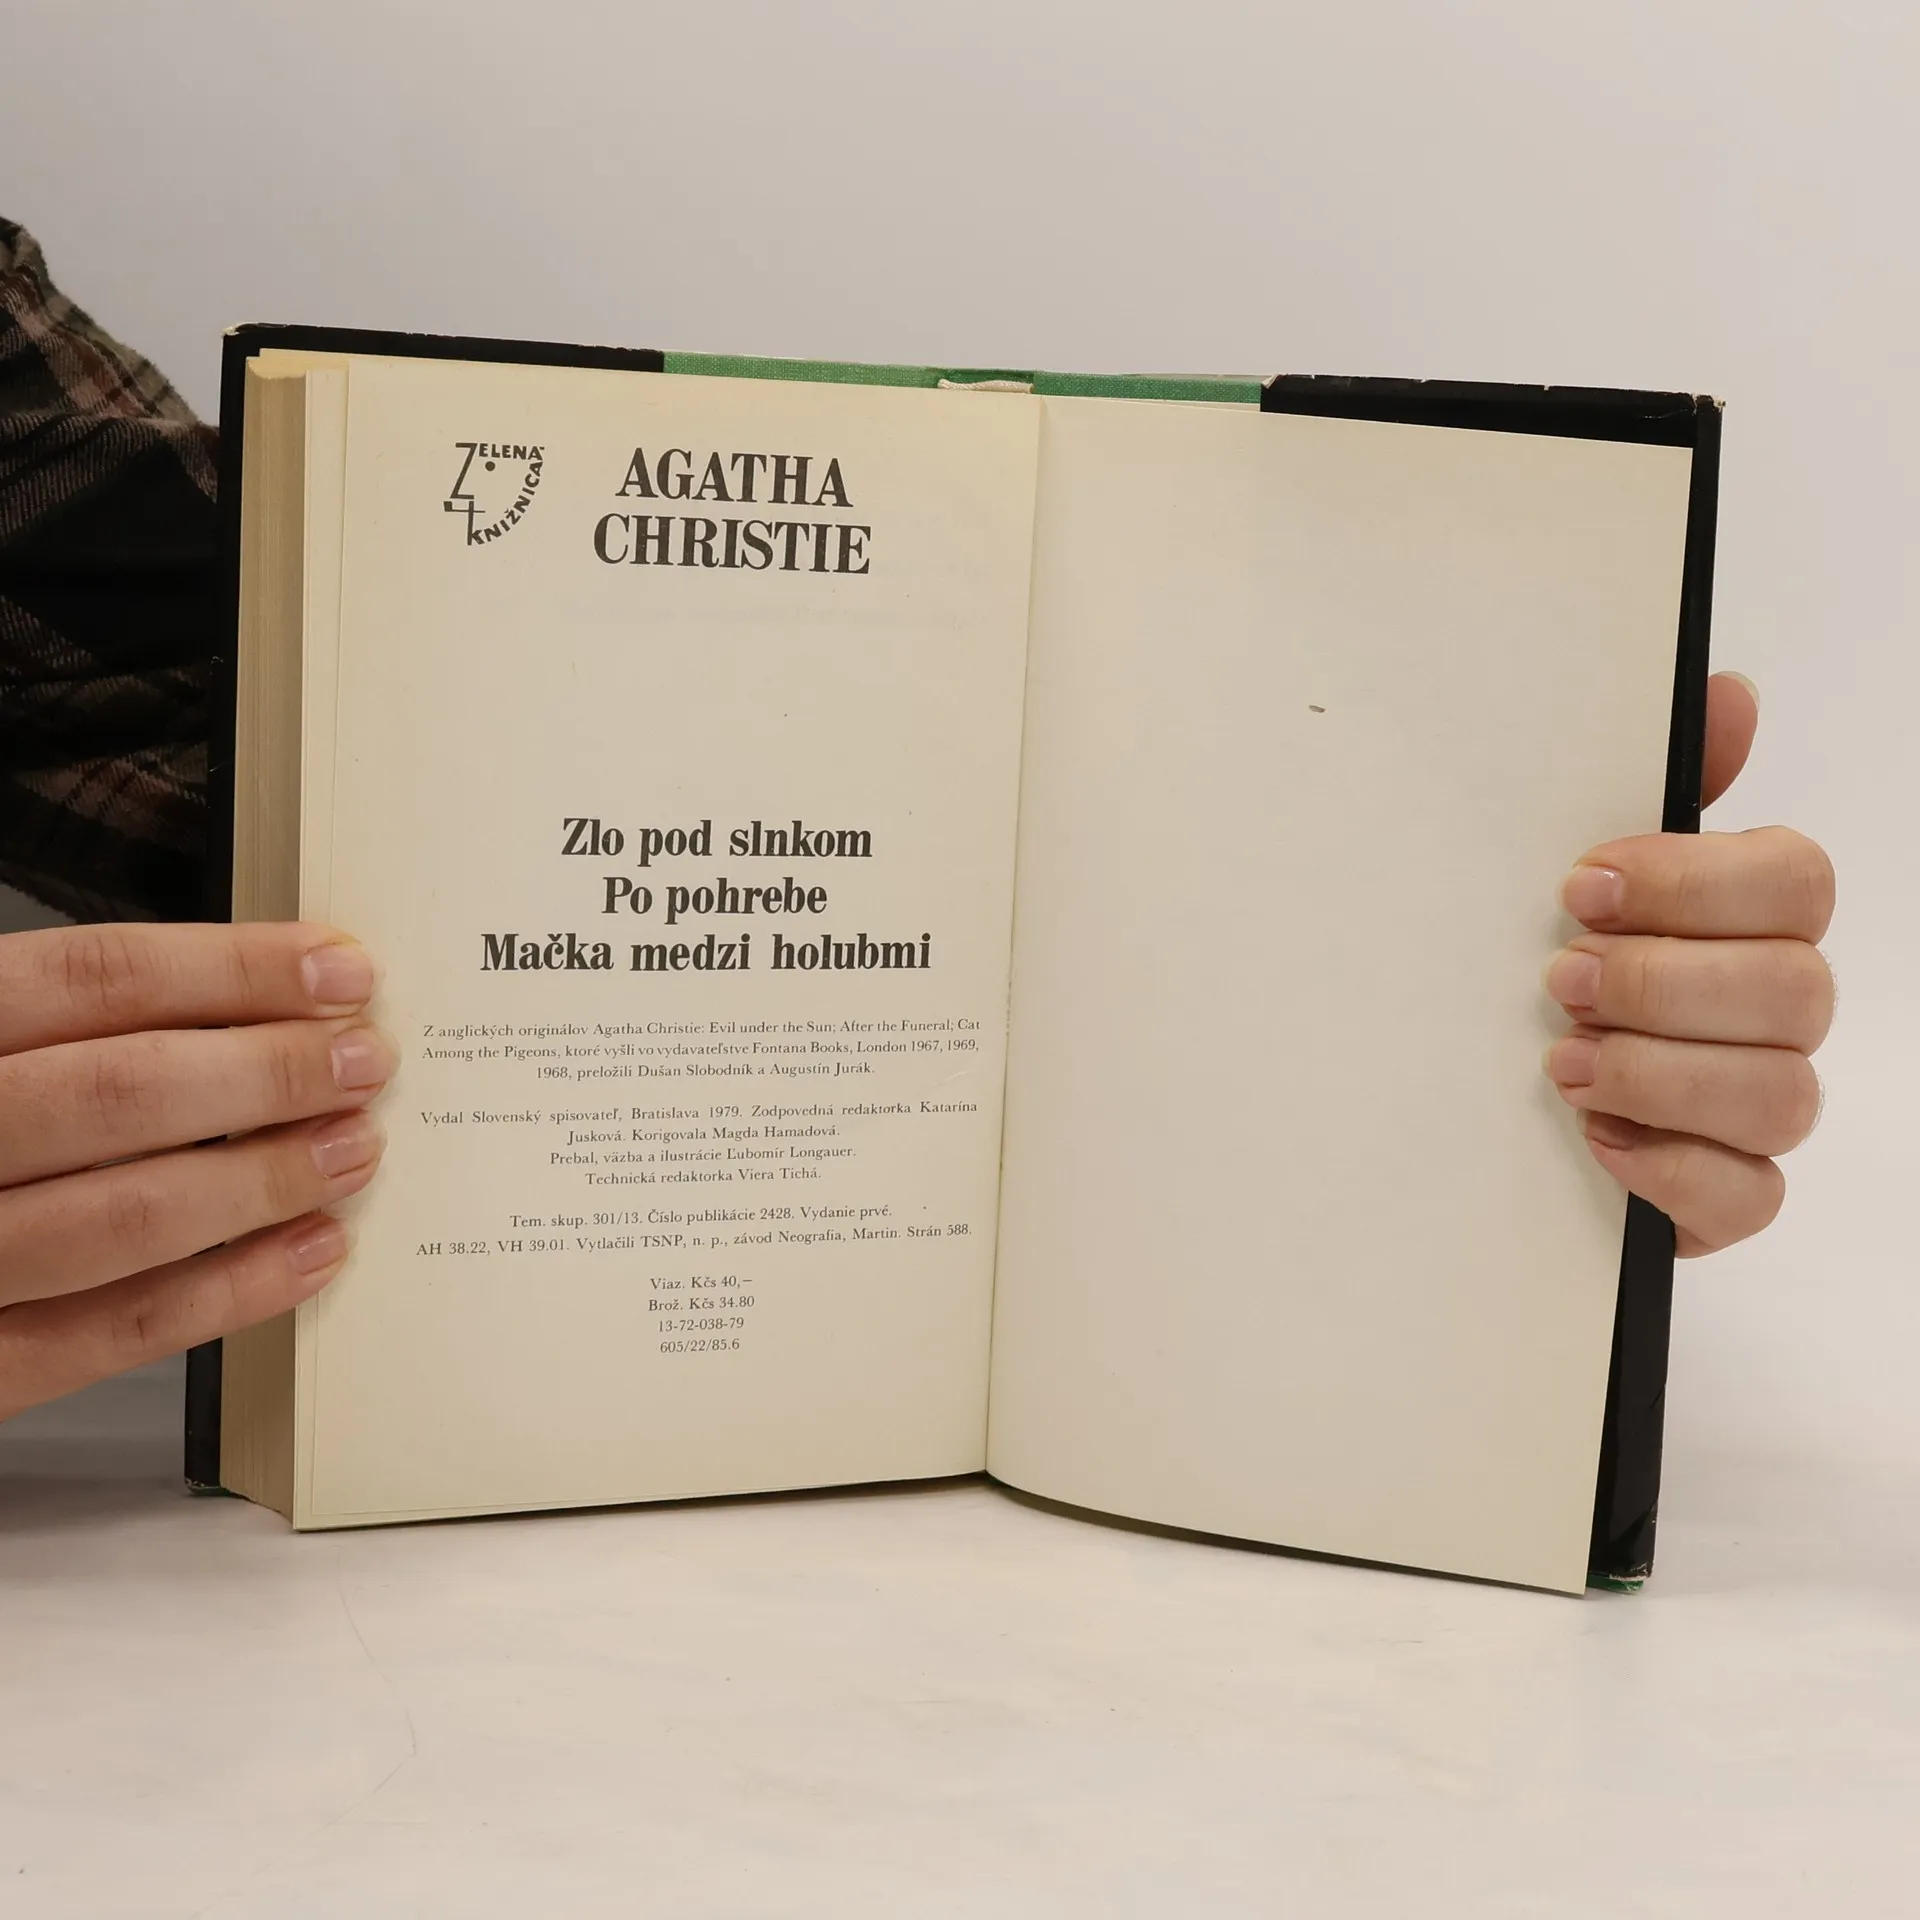 ZELENÁ
KNIŽNICA
AGATHA
CHRISTIE
Zlo pod slnkom
Po pohrebe
Mačka medzi holubmi
Z anglických originálov Agatha Christie: Evil under the Sun; After the Funeral; Cat
Among the Pigeons, ktoré vyšli vo vydavateľstve Fontana Books, London 1967, 1969,
1968, preložili Dušan Slobodník a Augustín Jurák.
Vydal Slovenský spisovateľ, Bratislava 1979. Zodpovedná redaktorka Katarína
Jusková. Korigovala Magda Hamadová.
Prebal, väzba a ilustrácie Ľubomír Longauer.
Technická redaktorka Viera Tichá.
Tem. skup. 301/13. Číslo publikácie 2428. Vydanie prvé.
AH 38.22, VH 39.01. Vytlačili TSNP, n. p., závod Neografia, Martin. Strán 588.
Viaz. Kčs 40,—
Brož. Kčs 34.80
13-72-038-79
605/22/85.6